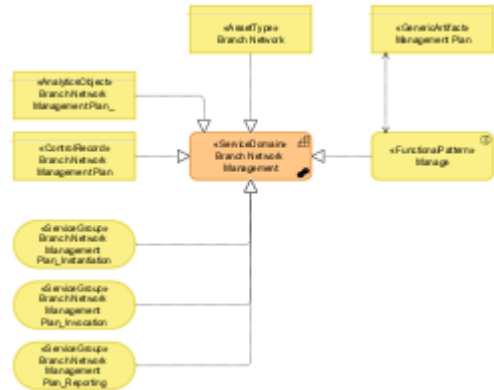 «AssetType»
Branch Network
«GenericArtifact»
Management Plan
«AnalyticsObject»
Branch Network
Management Plan_
«ControlRecord»
Branch Network
Management Plan
«ServiceDomain»
Branch Network
Management
«FunctionalPattern»
Manage
«ServiceGroup»
Branch Network
Management
Plan_Instantiation
«ServiceGroup»
Branch Network
Management
Plan_Invocation
«ServiceGroup»
Branch Network
Management
Plan_Reporting